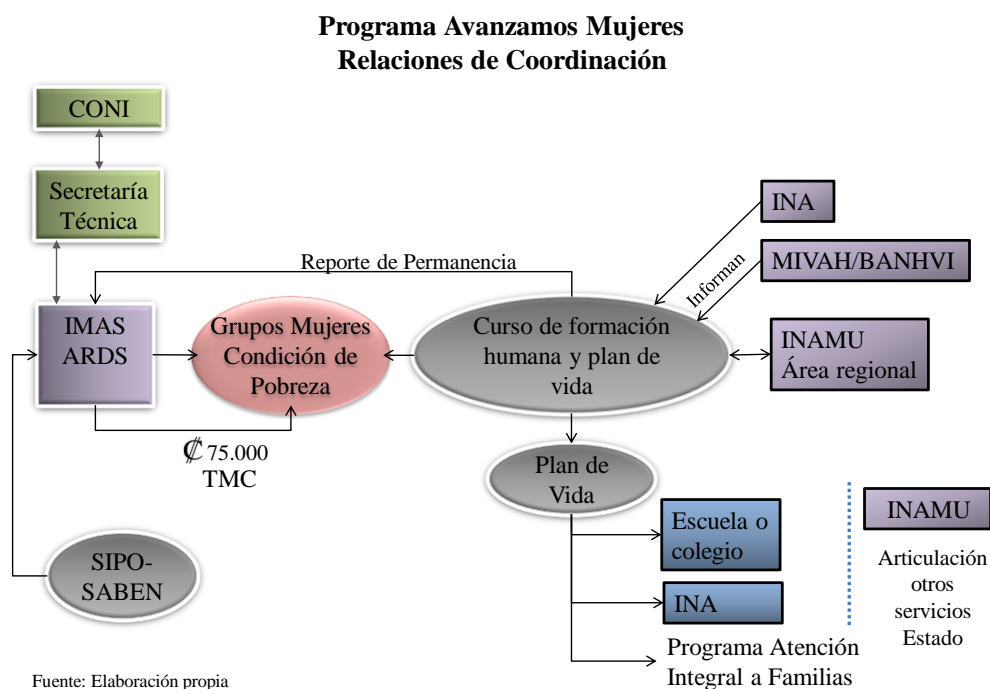 Programa Avanzamos Mujeres
Relaciones de Coordinación
CONI
Secretaría
Técnica
INA
MIVAH/BANHVI
Informan
Reporte de Permanencia
IMAS
ARDS
Grupos Mujeres
Condición de
Pobreza
Curso de formación
humana y plan de
vida
INAMU
Área regional
₡ 75.000
TMC
Plan de
Vida
Escuela o
colegio
INAMU
SIPO-
SABEN
INA
Articulación
otros
servicios
Estado
Programa Atención
Integral a Familias
Fuente: Elaboración propia